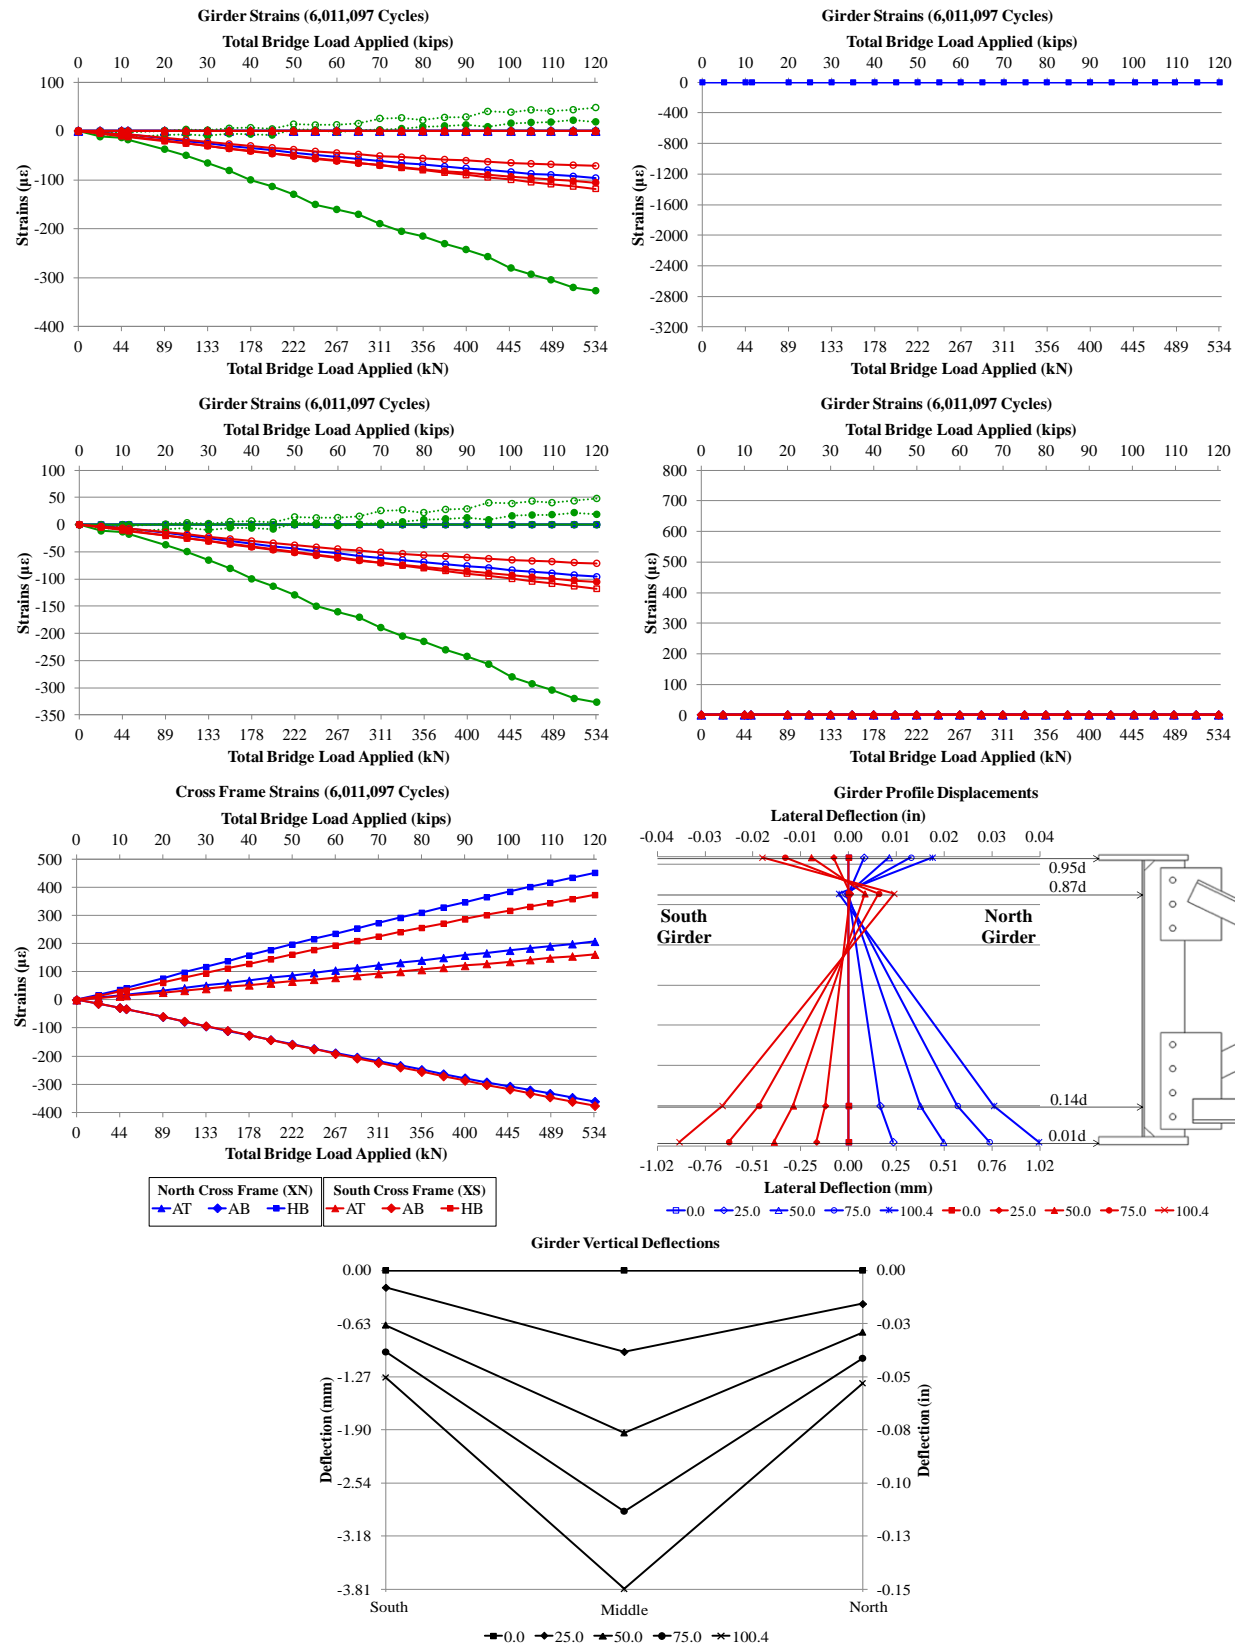 Girder Strains (6,011,097 Cycles)
Total Bridge Load Applied (kips)
0 10 20 30 40 50 60 70 80 90 100 110 120
100
0
-100
-200
-300
-400
Strains (με)
0 44 89 133 178 222 267 311 356 400 445 489 534
Total Bridge Load Applied (kN)
Girder Strains (6,011,097 Cycles)
Total Bridge Load Applied (kips)
0 10 20 30 40 50 60 70 80 90 100 110 120
0
-400
-800
-1200
-1600
-2000
-2400
-2800
-3200
Strains (με)
0 44 89 133 178 222 267 311 356 400 445 489 534
Total Bridge Load Applied (kN)
Girder Strains (6,011,097 Cycles)
Total Bridge Load Applied (kips)
0 10 20 30 40 50 60 70 80 90 100 110 120
100
50
0
-50
-100
-150
-200
-250
-300
-350
Strains (με)
0 44 89 133 178 222 267 311 356 400 445 489 534
Total Bridge Load Applied (kN)
Girder Strains (6,011,097 Cycles)
Total Bridge Load Applied (kips)
0 10 20 30 40 50 60 70 80 90 100 110 120
800
700
600
500
400
300
200
100
0
Strains (με)
0 44 89 133 178 222 267 311 356 400 445 489 534
Total Bridge Load Applied (kN)
Cross Frame Strains (6,011,097 Cycles)
Total Bridge Load Applied (kips)
0 10 20 30 40 50 60 70 80 90 100 110 120
500
400
300
200
100
0
-100
-200
-300
-400
Strains (με)
0 44 89 133 178 222 267 311 356 400 445 489 534
Total Bridge Load Applied (kN)
North Cross Frame (XN) South Cross Frame (XS)
AT AB HB AT AB HB
Girder Profile Displacements
Lateral Deflection (in)
-0.04 -0.03 -0.02 -0.01 0.00 0.01 0.02 0.03 0.04
0.95d
0.87d
South Girder
North Girder
0.14d
0.01d
-1.02 -0.76 -0.51 -0.25 0.00 0.25 0.51 0.76 1.02
Lateral Deflection (mm)
0.0 25.0 50.0 75.0 100.4 0.0 25.0 50.0 75.0 100.4
Girder Vertical Deflections
0.00
-0.63
-1.27
-1.90
-2.54
-3.18
-3.81
Deflection (mm)
0.00
-0.03
-0.05
-0.08
-0.10
-0.13
-0.15
Deflection (in)
South Middle North
0.0 25.0 50.0 75.0 100.4